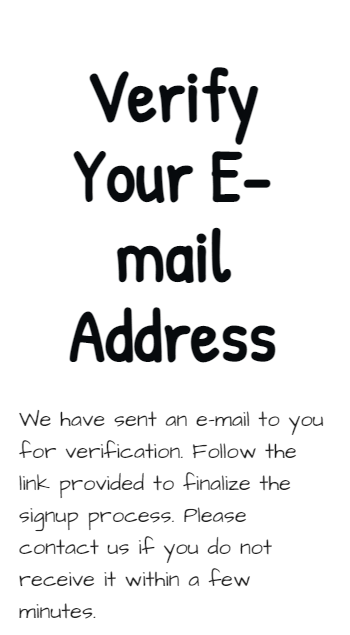 Verify
Your E-
mail
Address
We have sent an e-mail to you
for verification. Follow the
link provided to finalize the
signup process. Please
contact us if you do not
receive it within a few
minutes.